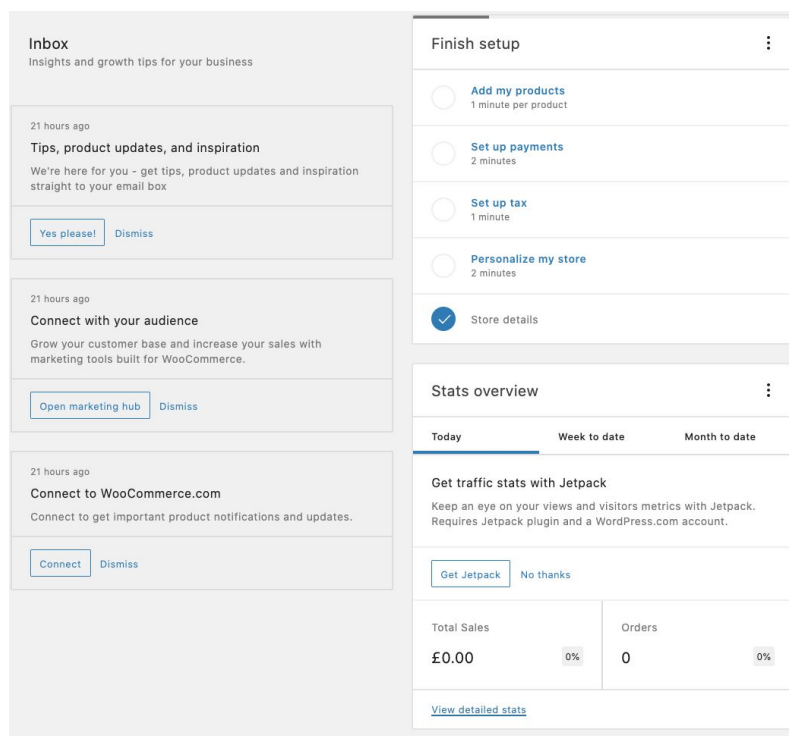 Inbox
Insights and growth tips for your business
21 hours ago
Tips, product updates, and inspiration
We're here for you - get tips, product updates and inspiration
straight to your email box
Yes please! Dismiss
21 hours ago
Connect with your audience
Grow your customer base and increase your sales with
marketing tools built for WooCommerce.
Open marketing hub Dismiss
21 hours ago
Connect to WooCommerce.com
Connect to get important product notifications and updates.
Connect Dismiss
Finish setup
Add my products
1 minute per product
Set up payments
2 minutes
Set up tax
1 minute
Personalize my store
2 minutes
Store details
Stats overview
Today Week to date Month to date
Get traffic stats with Jetpack
Keep an eye on your views and visitors metrics with Jetpack.
Requires Jetpack plugin and a WordPress.com account.
Get Jetpack No thanks
Total Sales Orders
£0.00 0% 0 0%
View detailed stats